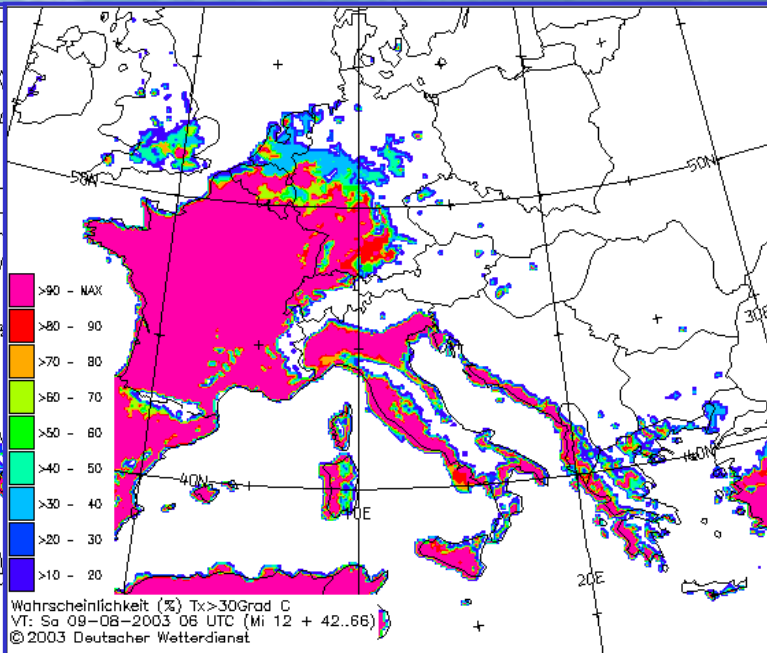 50N
50N
>90 - MAX
>80 - 90
>70 - 80
>60 - 70
>50 - 60
>40 - 50
>30 - 40
>20 - 30
>10 - 20
30E
40N
40N
10E
20E
Wahrscheinlichkeit (%) Tx>30Grad C
VT: Sa 09-08-2003 06 UTC (Mi 12 + 42..66)
© 2003 Deutscher Wetterdienst